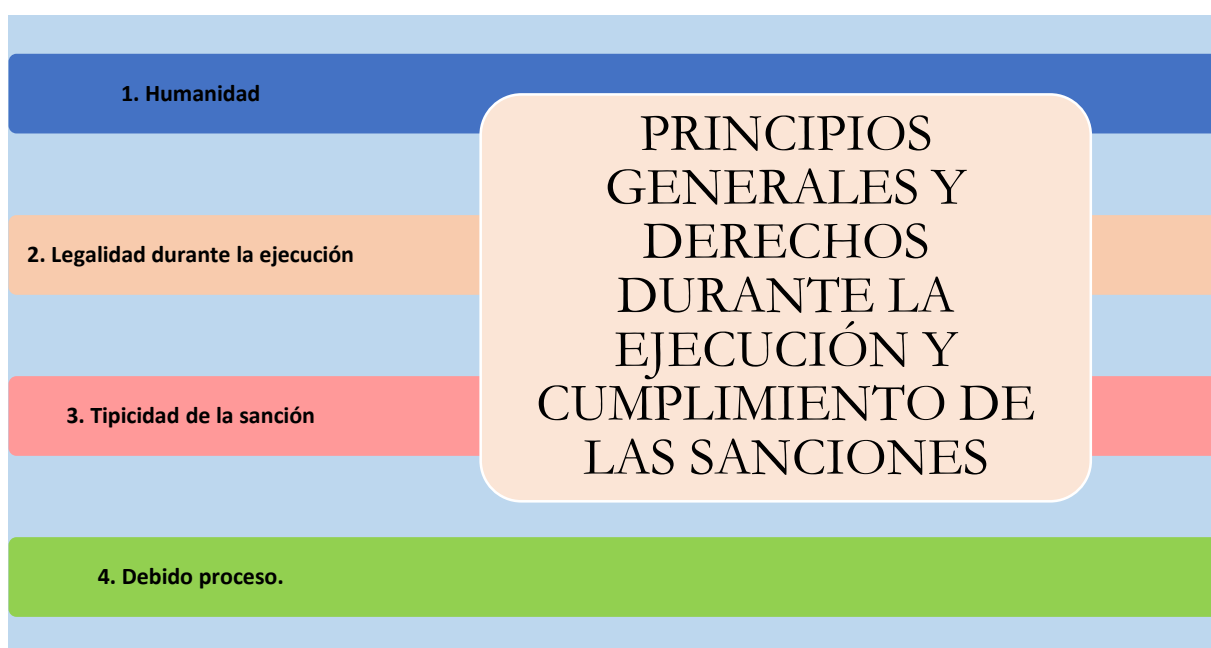 1. Humanidad
PRINCIPIOS
GENERALES Y
DERECHOS
DURANTE LA
EJECUCIÓN Y
CUMPLIMIENTO DE
LAS SANCIONES
2. Legalidad durante la ejecución
3. Tipicidad de la sanción
4. Debido proceso.